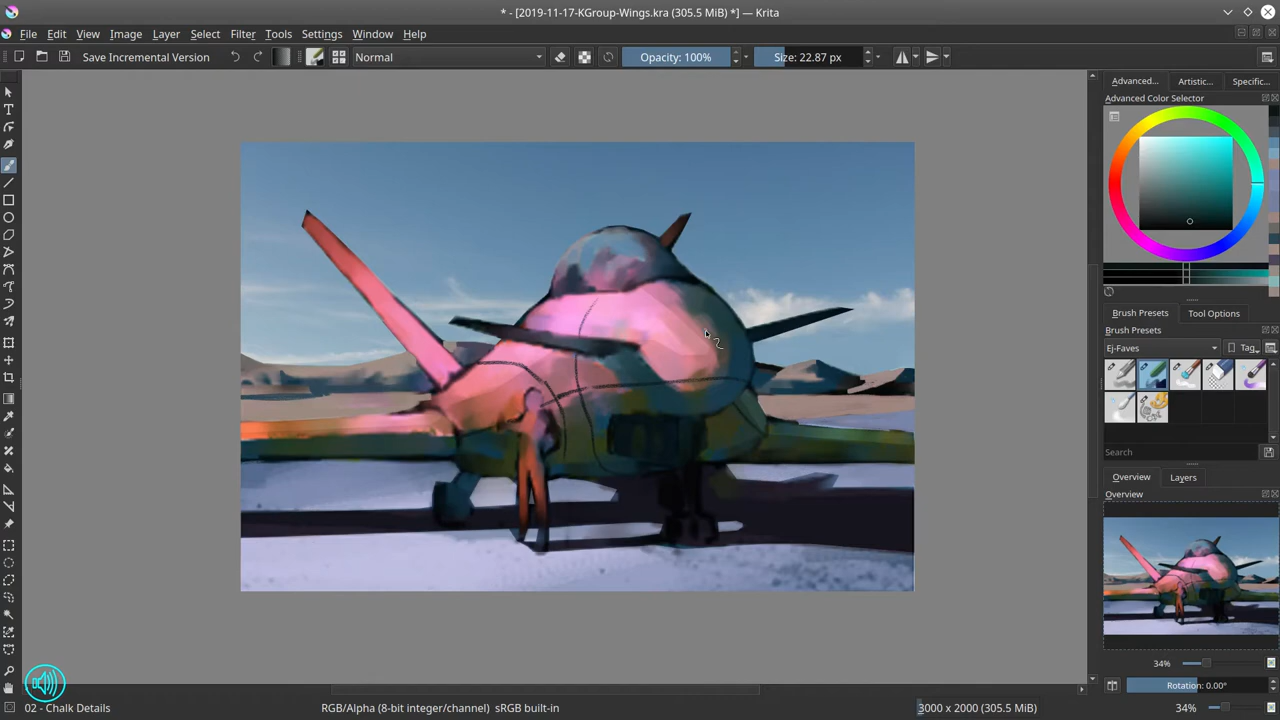 * - [2019-11-17-KGroup-Wings.kra (305.5 MiB) *] — Krita
File Edit View Image Layer Select Filter Tools Settings Window Help
Save Incremental Version Normal Opacity: 100% Size: 22.87 px
Advanced... Artistic... Specific...
Advanced Color Selector
Brush Presets Tool Options
Brush Presets
Ej-Faves Tag
Search
Overview Layers
Overview
34%
Rotation: 0.00°
02 - Chalk Details RGB/Alpha (8-bit integer/channel) sRGB built-in 3000 x 2000 (305.5 MiB) 34%